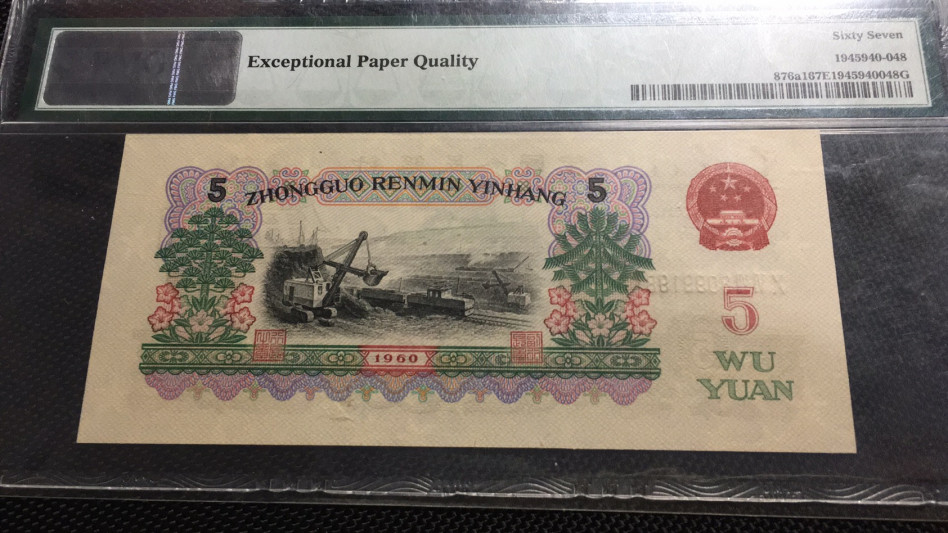 Exceptional Paper Quality
Sixty Seven
1945940-048
876a167E1945940048G
5
ZHONGGUO RENMIN YINHANG
5
5
1960
WU
YUAN